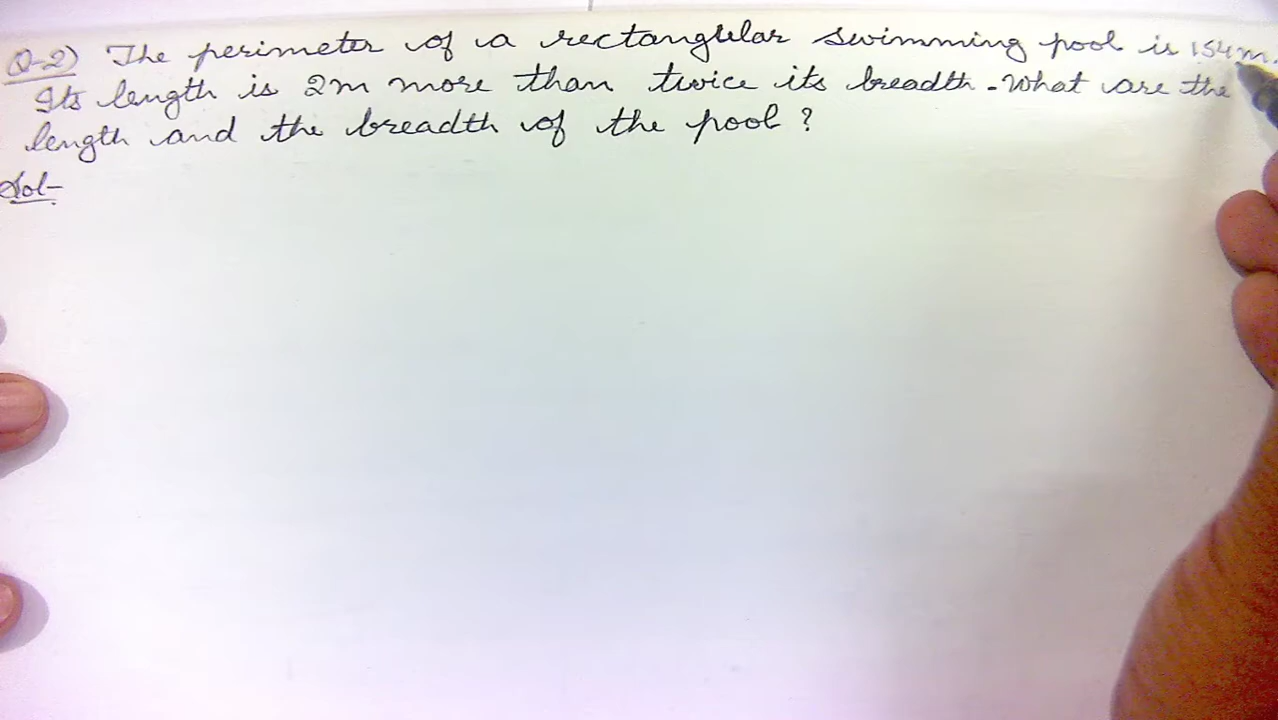 Q-2) The perimeter of a rectangular swimming pool is 154m.
Its length is 2m more than twice its breadth. What are the
length and the breadth of the pool?
Sol-